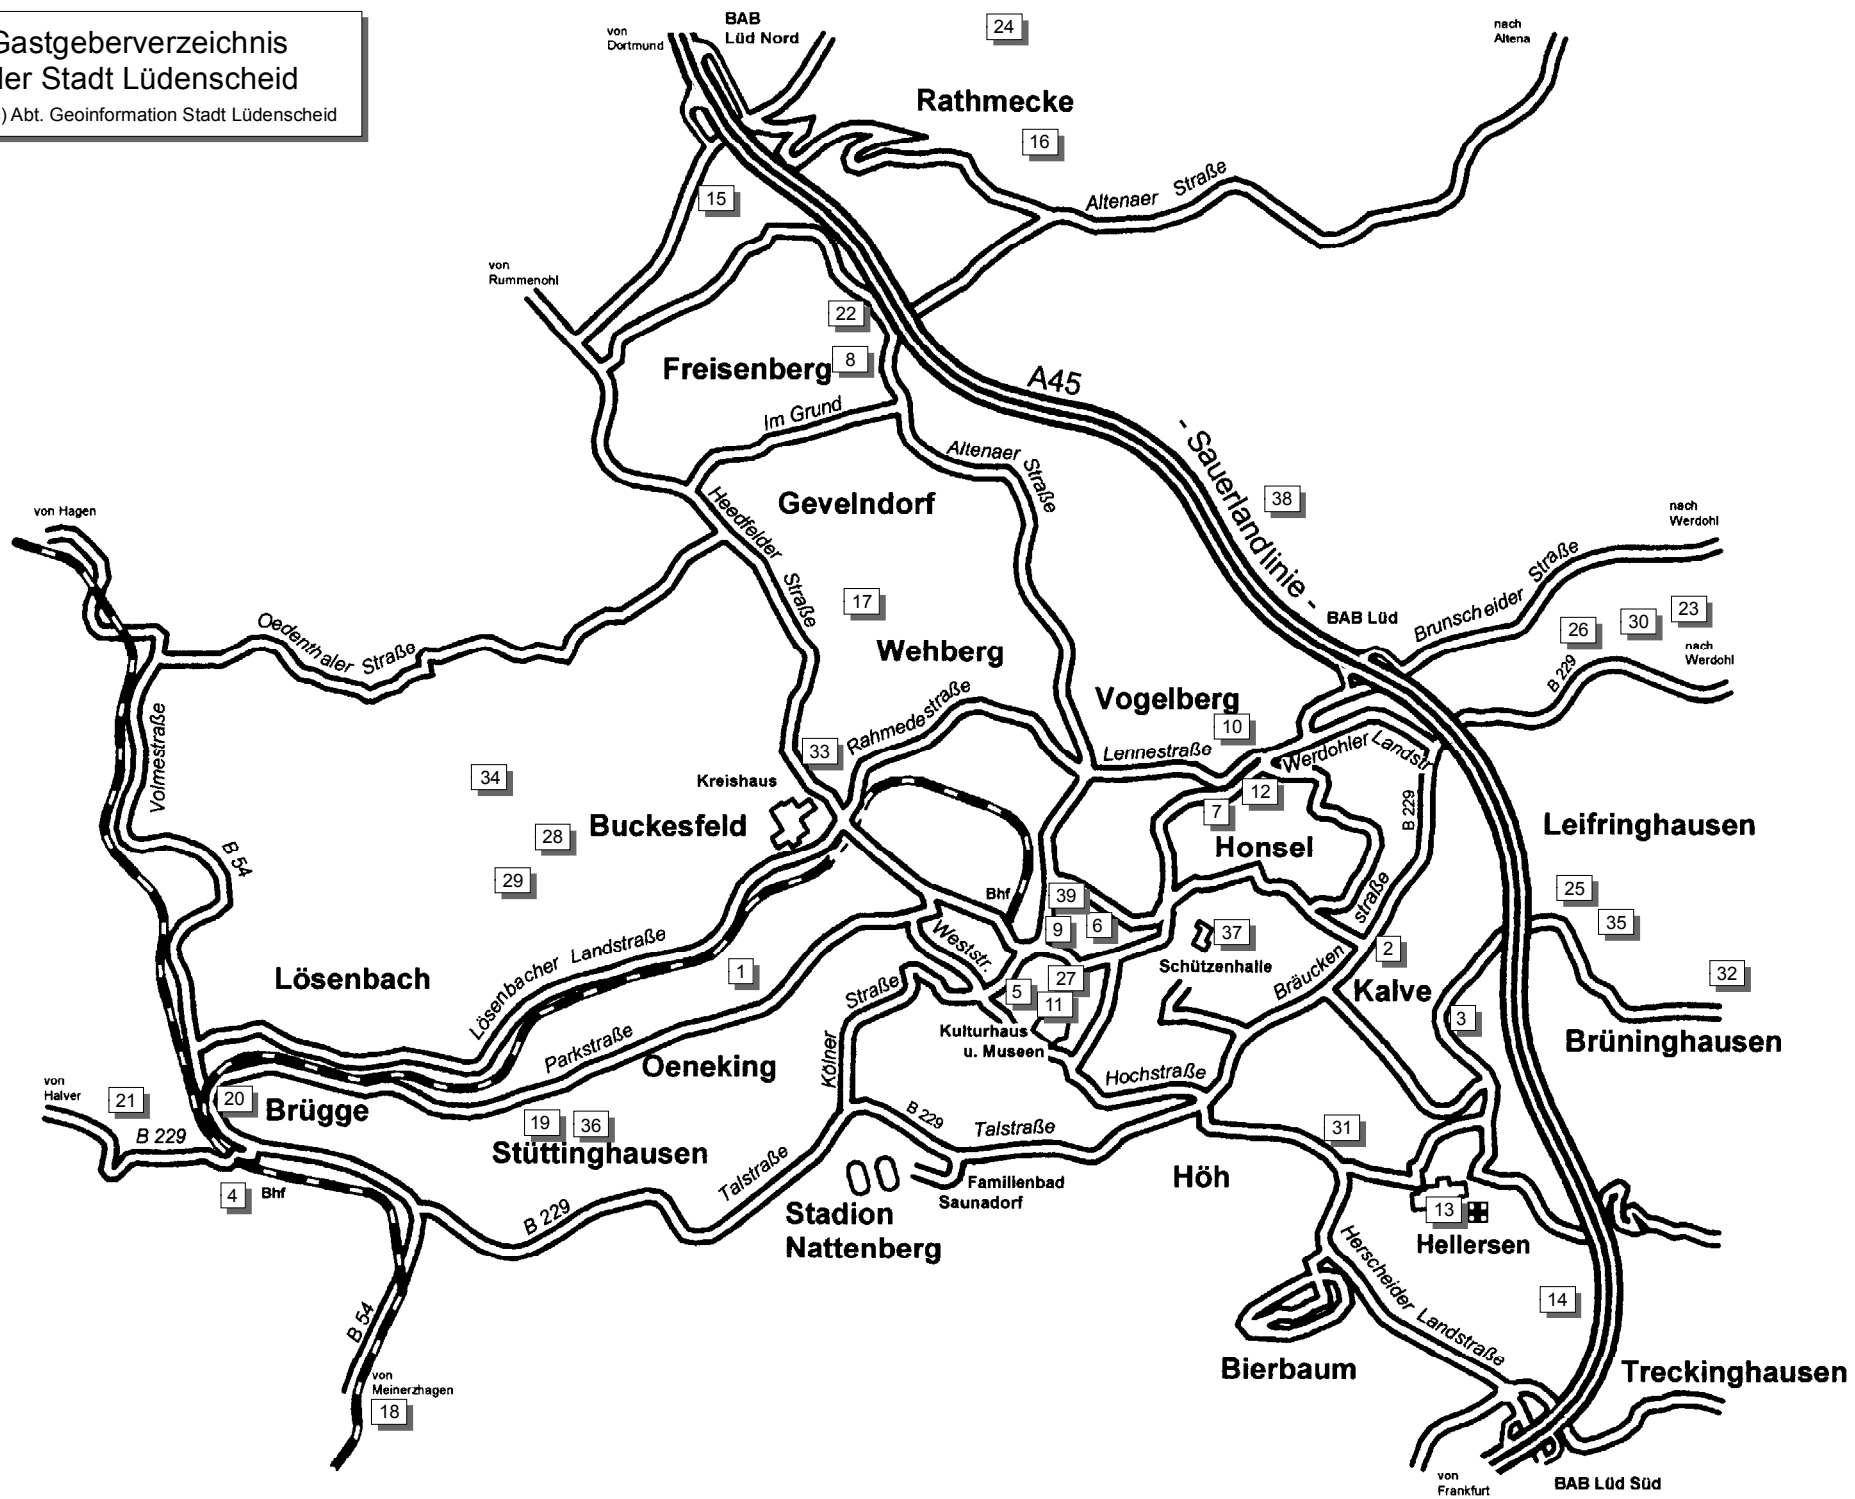 Gastgeberverzeichnis
der Stadt Lüdenscheid
) Abt. Geoinformation Stadt Lüdenscheid
von
Dortmund
BAB
Lüd Nord
24
nach
Altena
Rathmecke
16
15
Altenaer Straße
von
Rummenohl
22
Freisenberg
8
A45
Im Grund
Altenaer Straße
- Sauerlandlinie -
38
Gevelndorf
Heedfelder Straße
von Hagen
nach
Werdohl
17
Oedenthaler Straße
Wehberg
BAB Lüd
Brunscheider Straße
26
30
23
nach
Werdohl
B 229
Vogelberg
10
Rahmedestraße
Volmestraße
33
Lennestraße
Werdohler Landstr
34
Kreishaus
12
7
B 229
Buckesfeld
28
29
B 54
Honsel
Leifringhausen
25
35
Bhf
39
9
6
37
Schützenhalle
Bräucken
straße
2
Weststr.
Lösenbach
Lösenbacher Landstraße
1
5
27
11
Kalve
32
3
Kölner
Straße
Kulturhaus
u. Museen
Brüninghausen
Parkstraße
Oeneking
Hochstraße
von
Halver
21
20
Brügge
19
36
Stüttinghausen
B 229
B 229
Talstraße
31
4
Bhf
Talstraße
Höh
Familienbad
Saunadorf
B 229
Stadion
Nattenberg
13
Hellersen
Herscheider Landstraße
14
B 54
Bierbaum
Treckinghausen
von
Meinerzhagen
18
von
Frankfurt
BAB Lüd Süd